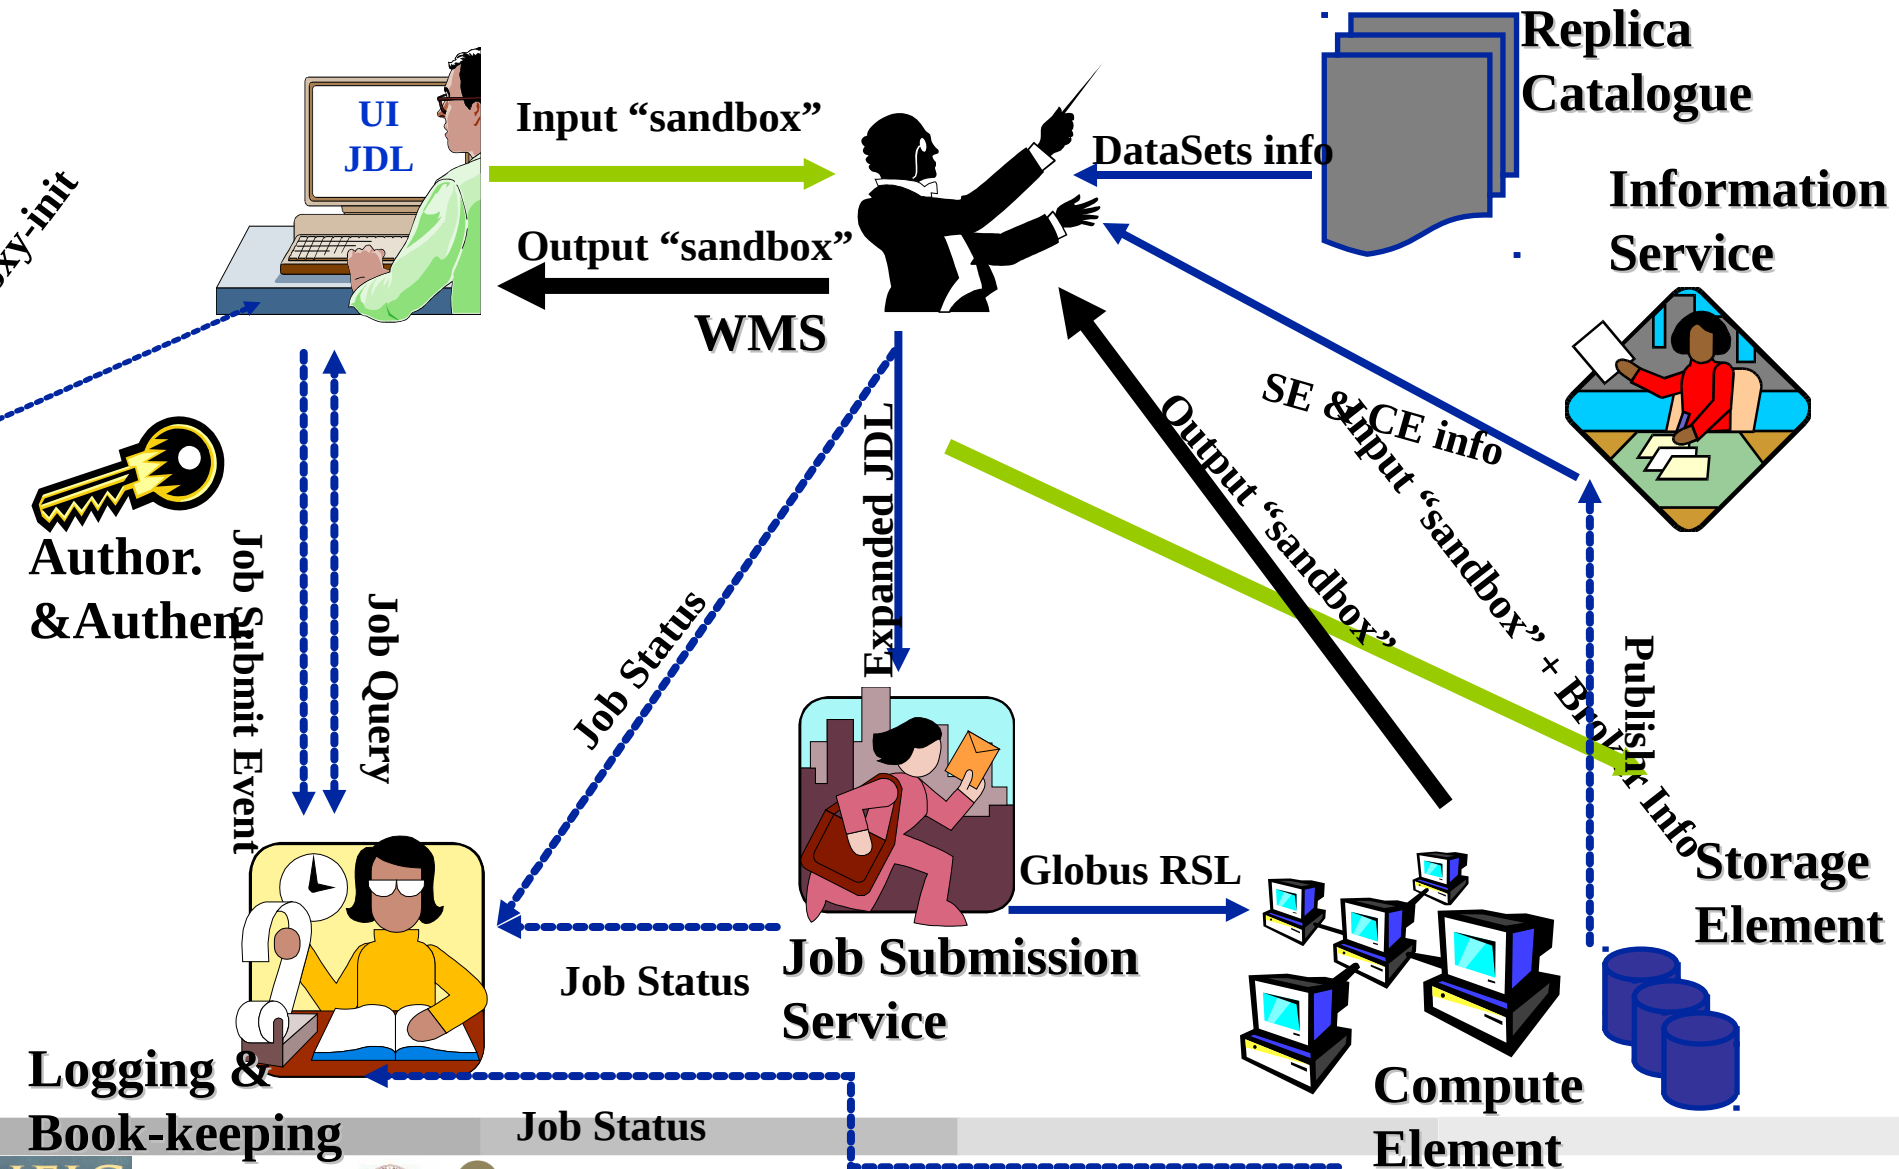 Replica
Catalogue
UI
JDL
Input “sandbox”
DataSets info
Information
Service
Output “sandbox”
WMS
SE & CE info
Input “sandbox” + Broker Info
Output “sandbox”
Expanded JDL
Author.
&Authen.
Job Submit Event
Job Query
Job Status
Publish
Globus RSL
Storage
Element
Job Submission
Service
Job Status
Logging &
Book-keeping
Compute
Element
Job Status